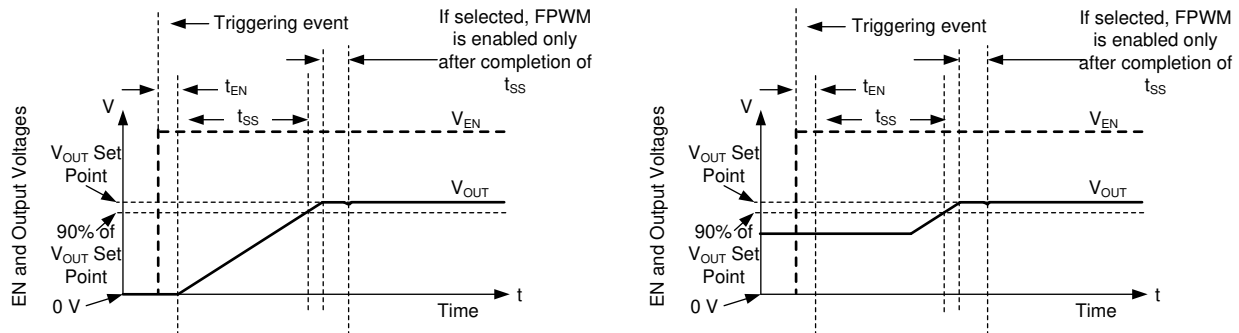 Triggering event
If selected, FPWM
is enabled only
after completion of
tSS
tEN
V
tSS
VEN
EN and Output Voltages
VOUT Set
Point
VOUT
90% of
VOUT Set
Point
0 V
t
Time
Triggering event
If selected, FPWM
is enabled only
after completion of
tSS
tEN
V
tSS
VEN
EN and Output Voltages
VOUT Set
Point
VOUT
90% of
VOUT Set
Point
0 V
t
Time